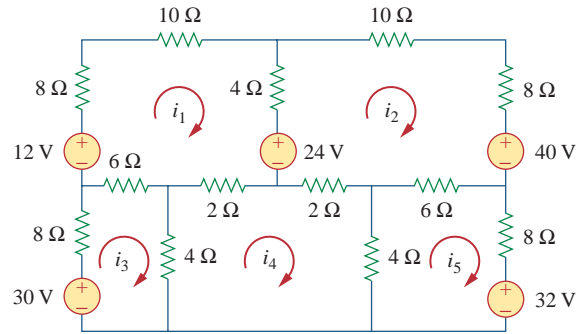 10 Ω 10 Ω
8 Ω 4 Ω 8 Ω
i1 i2
+ + +
12 V 24 V 40 V
− − −
6 Ω
2 Ω 2 Ω 6 Ω
8 Ω 4 Ω 4 Ω 8 Ω
i3 i4 i5
+ +
30 V 32 V
− −